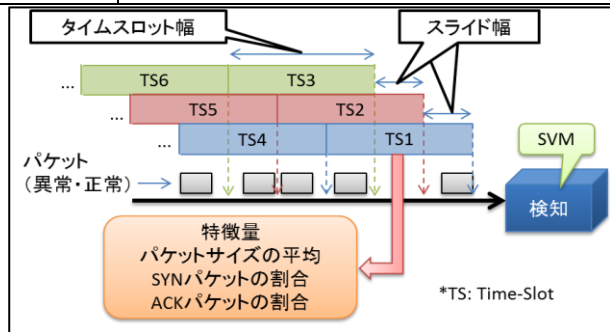 タイムスロット幅
スライド幅
... TS6 TS3
... TS5 TS2
... TS4 TS1
SVM
パケット
(異常・正常)
検知
特徴量
パケットサイズの平均
SYNパケットの割合
ACKパケットの割合
*TS: Time-Slot